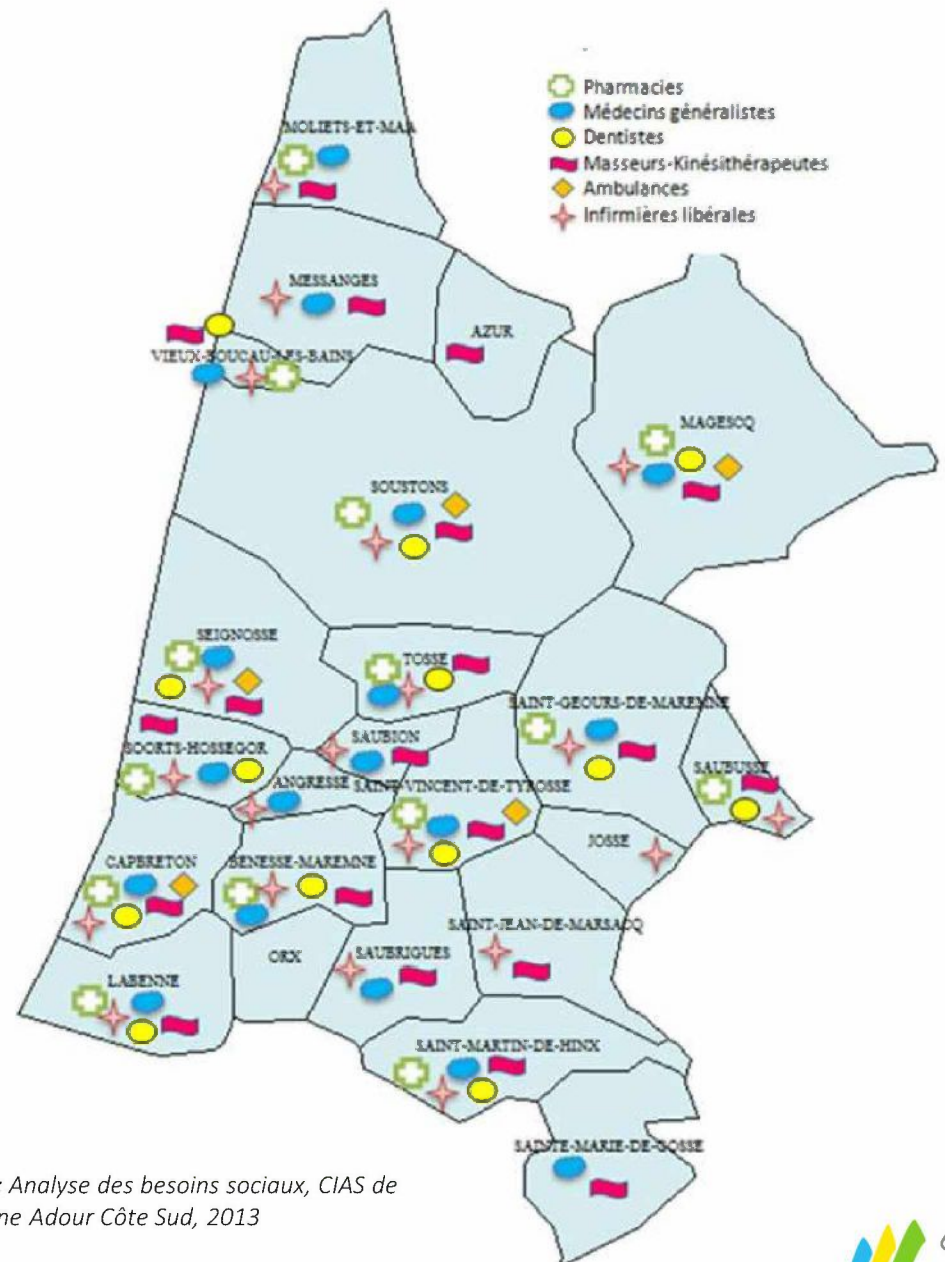 Pharmacies
Médecins généralistes
Dentistes
Masseurs-Kinésithérapeutes
Ambulances
Infirmières libérales
MOLIETS-ET-MAA
MESSANGES
AZUR
VIEUX-BOUCAU-LES-BAINS
MAGESCQ
SOUSTONS
SEIGNOSSE
TOSSE
SAINT-GEOURS-DE-MAREMNE
SAUBION
SOORTS-HOSSEGOR
SAUBUSSE
ANGRESSE
SAINT-VINCENT-DE-TYROSSE
JOSSE
CAPBRETON
BENESSE-MAREMNE
SAINT-JEAN-DE-MARSACQ
ORX
SAUBRIGUES
LABENNE
SAINT-MARTIN-DE-HINX
SAINTE-MARIE-DE-GOSSE
: Analyse des besoins sociaux, CIAS de
ne Adour Côte Sud, 2013